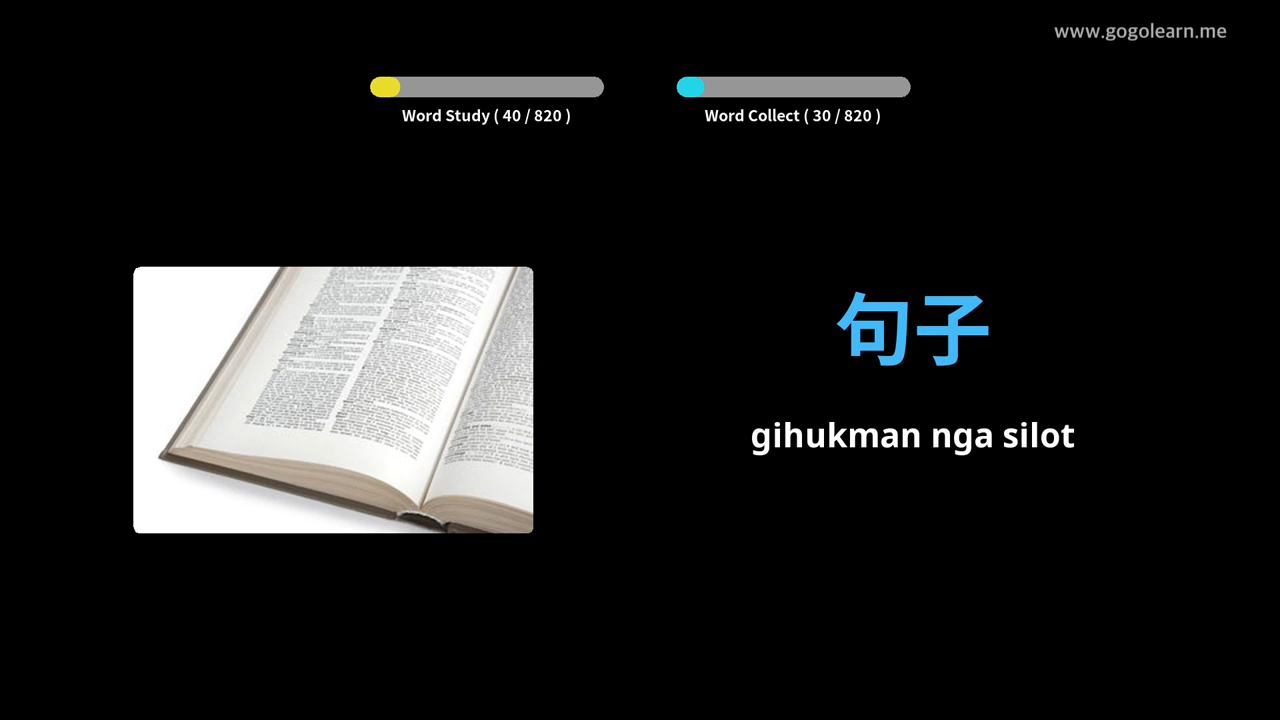 www.gogolearn.me
Word Study ( 40 / 820 )
Word Collect ( 30 / 820 )
句子
gihukman nga silot